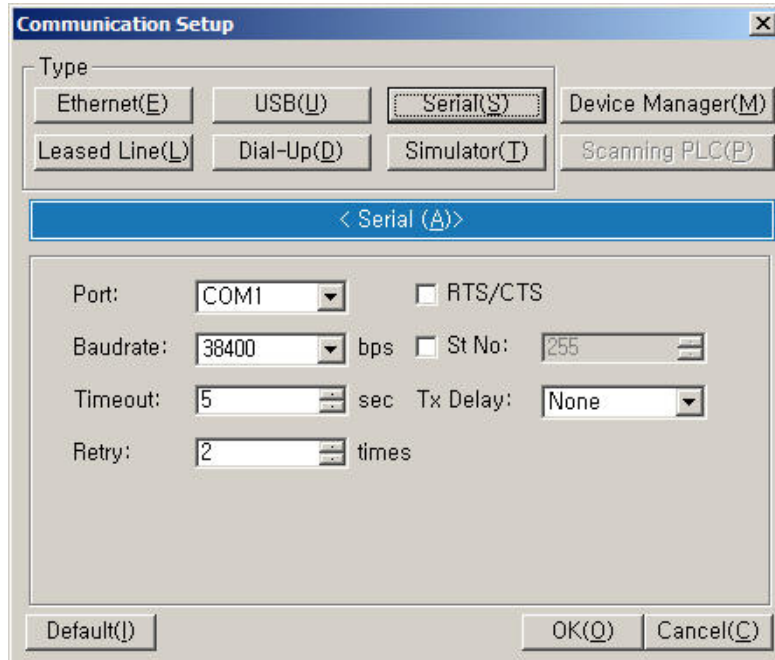 Communication Setup
Type
Ethernet(E) USB(U) Serial(S) Device Manager(M)
Leased Line(L) Dial-Up(D) Simulator(T) Scanning PLC(P)
< Serial (A)>
Port: COM1 RTS/CTS
Baudrate: 38400 bps St No: 255
Timeout: 5 sec Tx Delay: None
Retry: 2 times
Default(I) OK(O) Cancel(C)